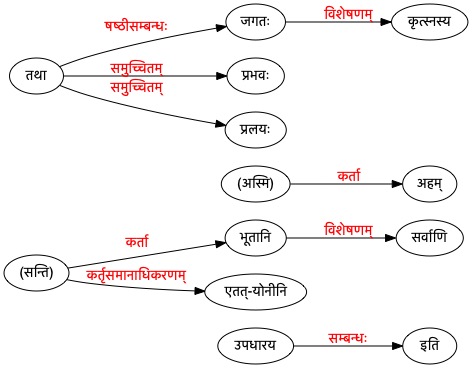 षष्ठीसम्बन्धः जगतः विशेषणम् कृत्स्नस्य
तथा समुच्चितम् प्रभवः
समुच्चितम्
प्रलयः
(अस्मि) कर्ता अहम्
कर्ता भूतानि विशेषणम् सर्वाणि
(सन्ति) कर्तृसमानाधिकरणम्
एतत्-योनीनि
उपधारय सम्बन्धः इति